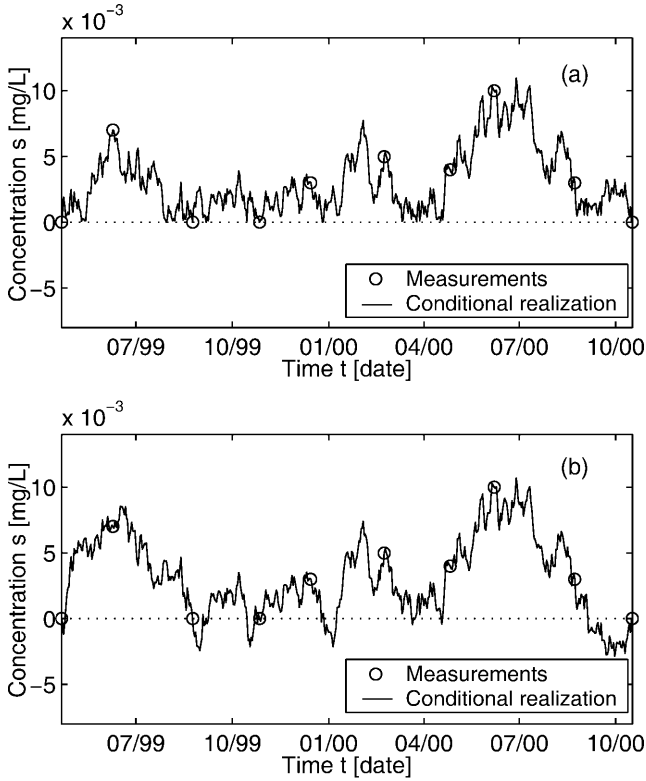 x 10⁻³
(a)
Concentration s [mg/L]
10
5
0
−5
Measurements
Conditional realization
07/99 10/99 01/00 04/00 07/00 10/00
Time t [date]
x 10⁻³
(b)
Concentration s [mg/L]
10
5
0
−5
Measurements
Conditional realization
07/99 10/99 01/00 04/00 07/00 10/00
Time t [date]